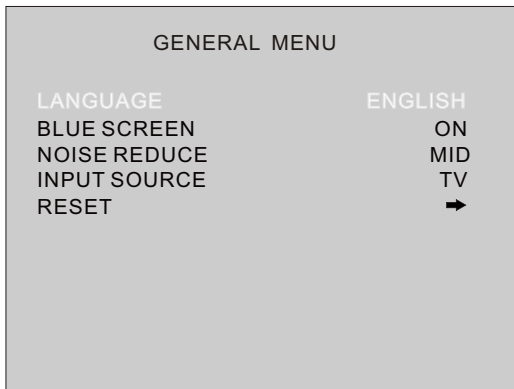 GENERAL MENU
LANGUAGE ENGLISH
BLUE SCREEN ON
NOISE REDUCE MID
INPUT SOURCE TV
RESET ➡